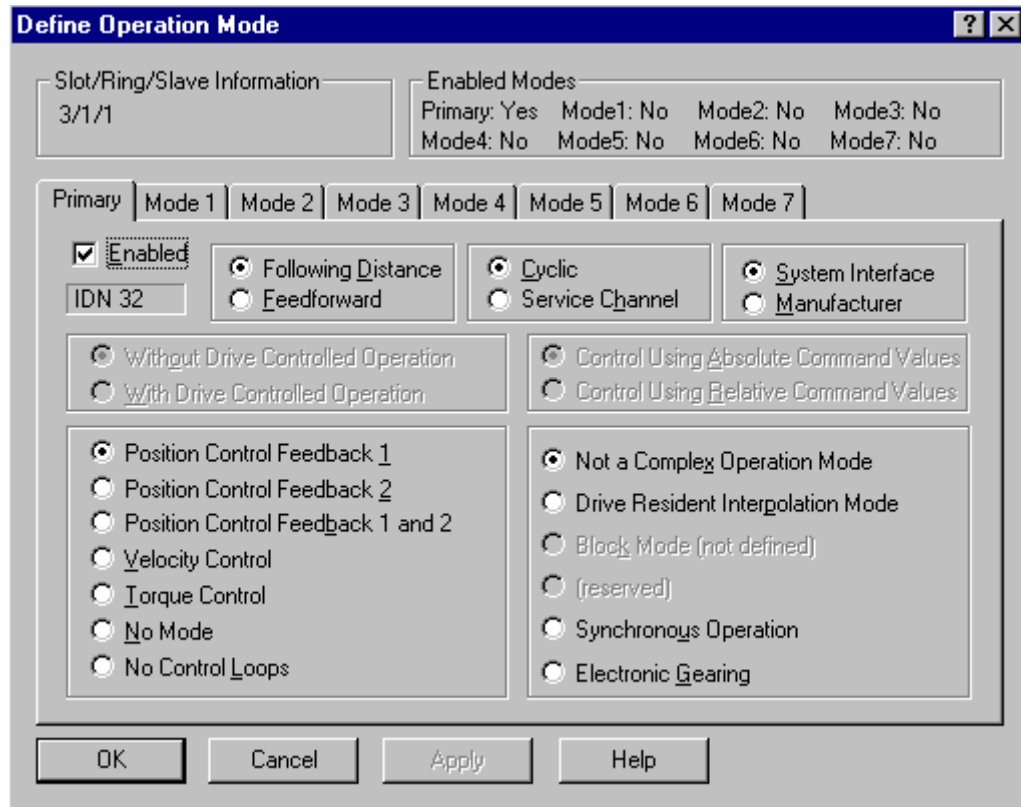 Define Operation Mode
Slot/Ring/Slave Information
3/1/1
Enabled Modes
Primary: Yes Mode1: No Mode2: No Mode3: No
Mode4: No Mode5: No Mode6: No Mode7: No
Primary Mode 1 Mode 2 Mode 3 Mode 4 Mode 5 Mode 6 Mode 7
Enabled
IDN 32
Following Distance
Feedforward
Cyclic
Service Channel
System Interface
Manufacturer
Without Drive Controlled Operation
With Drive Controlled Operation
Control Using Absolute Command Values
Control Using Relative Command Values
Position Control Feedback 1
Position Control Feedback 2
Position Control Feedback 1 and 2
Velocity Control
Torque Control
No Mode
No Control Loops
Not a Complex Operation Mode
Drive Resident Interpolation Mode
Block Mode (not defined)
(reserved)
Synchronous Operation
Electronic Gearing
OK Cancel Apply Help